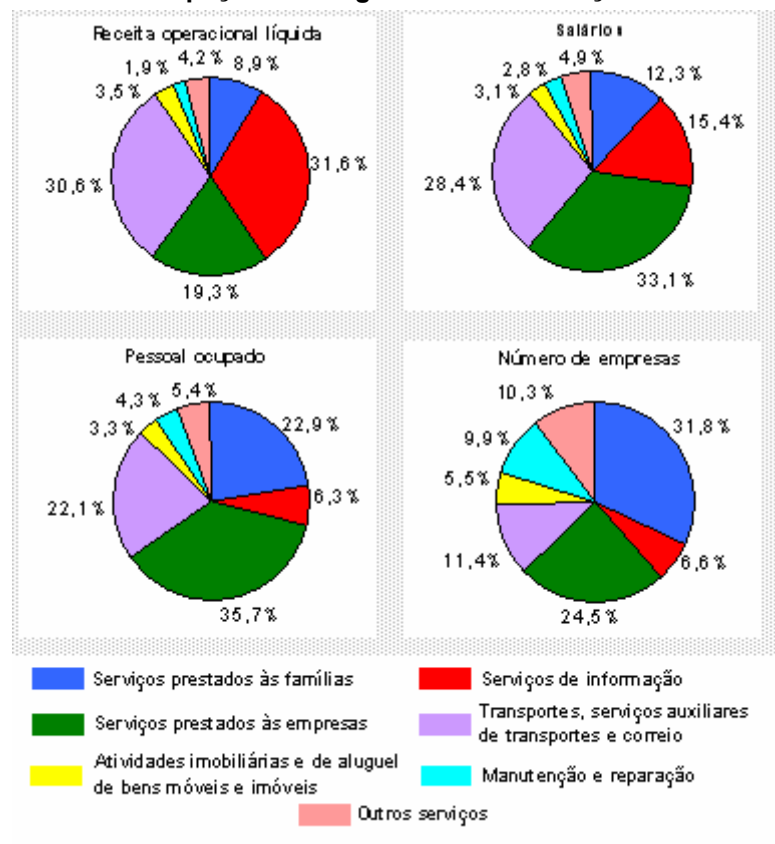 Receita operacional líquida
1,9% 4,2% 8,9%
3,5%
31,6%
30,6%
19,3%
Salários
2,8% 4,9% 12,3%
3,1%
15,4%
28,4%
33,1%
Pessoal ocupado
4,3% 5,4%
3,3% 22,9%
6,3%
22,1%
35,7%
Número de empresas
10,3%
31,8%
9,9%
5,5%
11,4% 6,6%
24,5%
Serviços prestados às famílias
Serviços de informação
Serviços prestados às empresas
Transportes, serviços auxiliares
de transportes e correio
Atividades imobiliárias e de aluguel
de bens móveis e imóveis
Manutenção e reparação
Outros serviços